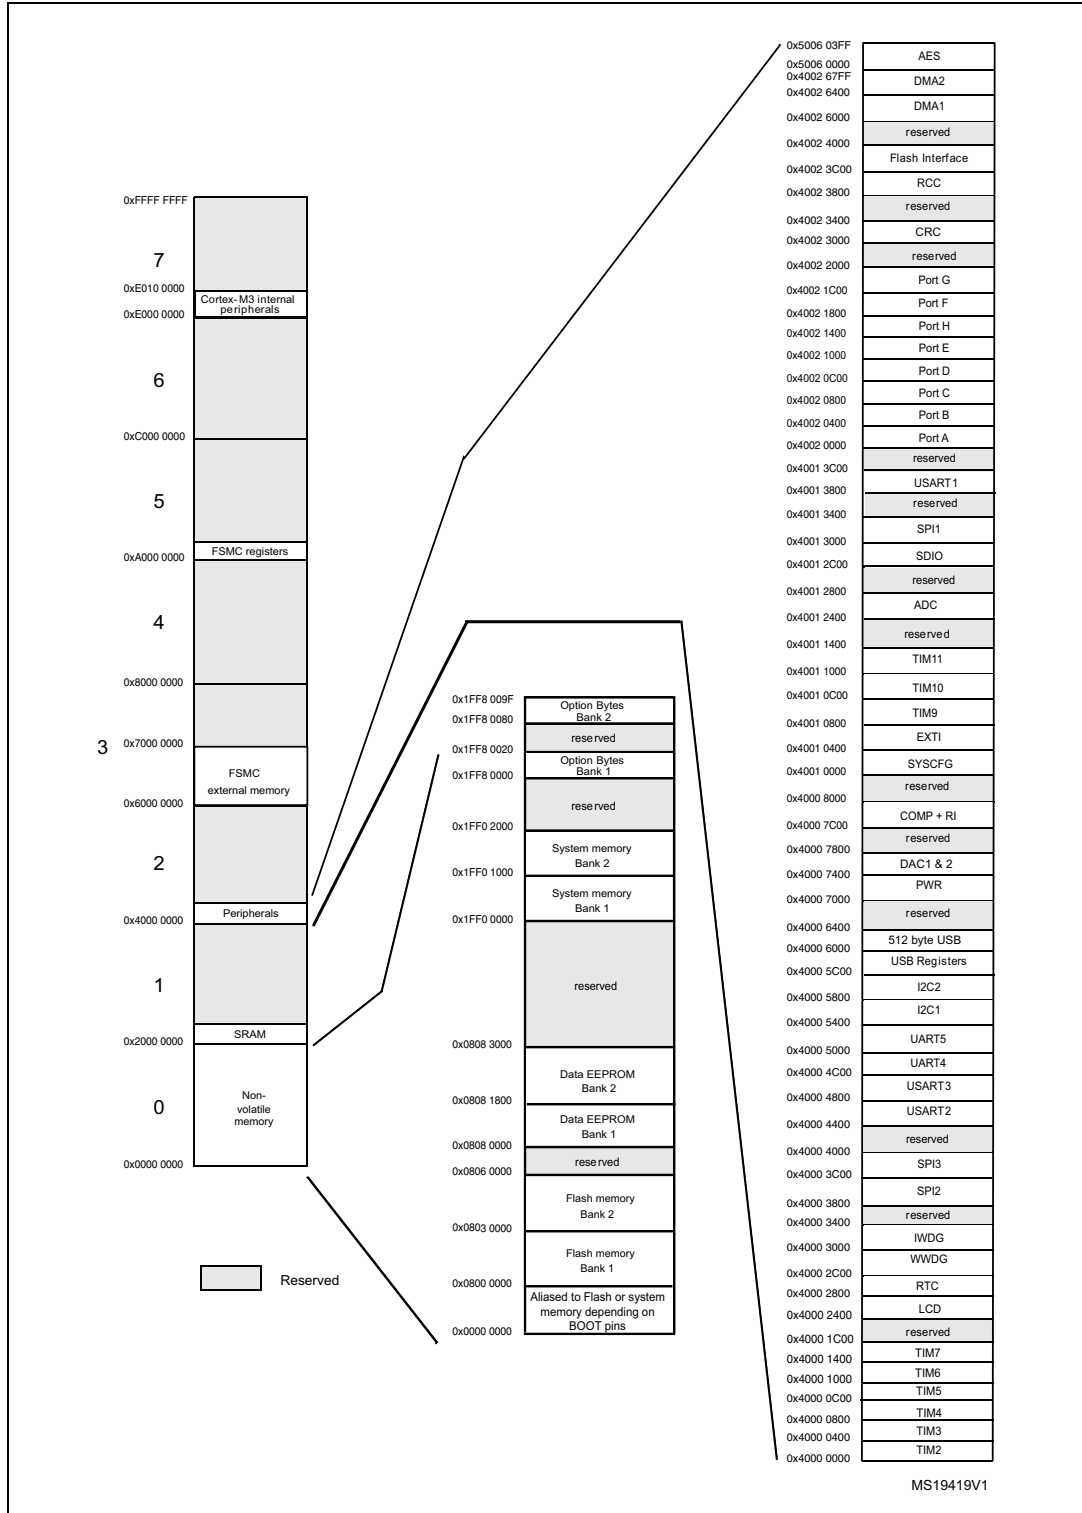 0xFFFF FFFF
7
0xE010 0000
Cortex-M3 internal
peripherals
0xE000 0000
6
0xC000 0000
5
FSMC registers
0xA000 0000
4
0x8000 0000
3
0x7000 0000
FSMC
external memory
0x6000 0000
2
Peripherals
0x4000 0000
1
SRAM
0x2000 0000
Non-
volatile
memory
0
0x0000 0000
Reserved
0x1FF8 009F
Option Bytes
Bank 2
0x1FF8 0080
reserved
0x1FF8 0020
Option Bytes
Bank 1
0x1FF8 0000
reserved
0x1FF0 2000
System memory
Bank 2
0x1FF0 1000
System memory
Bank 1
0x1FF0 0000
reserved
0x0808 3000
Data EEPROM
Bank 2
0x0808 1800
Data EEPROM
Bank 1
0x0808 0000
reserved
0x0806 0000
Flash memory
Bank 2
0x0803 0000
Flash memory
Bank 1
0x0800 0000
Aliased to Flash or system
memory depending on
BOOT pins
0x0000 0000
0x5006 03FF
AES
0x5006 0000
0x4002 67FF
DMA2
0x4002 6400
DMA1
0x4002 6000
reserved
0x4002 4000
Flash Interface
0x4002 3C00
RCC
0x4002 3800
reserved
0x4002 3400
CRC
0x4002 3000
reserved
0x4002 2000
Port G
0x4002 1C00
Port F
0x4002 1800
Port H
0x4002 1400
Port E
0x4002 1000
Port D
0x4002 0C00
Port C
0x4002 0800
Port B
0x4002 0400
Port A
0x4002 0000
reserved
0x4001 3C00
USART1
0x4001 3800
reserved
0x4001 3400
SPI1
0x4001 3000
SDIO
0x4001 2C00
reserved
0x4001 2800
ADC
0x4001 2400
reserved
0x4001 1400
TIM11
0x4001 1000
TIM10
0x4001 0C00
TIM9
0x4001 0800
EXTI
0x4001 0400
SYSCFG
0x4001 0000
reserved
0x4000 8000
COMP + RI
0x4000 7C00
reserved
0x4000 7800
DAC1 & 2
0x4000 7400
PWR
0x4000 7000
reserved
0x4000 6400
512 byte USB
0x4000 6000
USB Registers
0x4000 5C00
I2C2
0x4000 5800
I2C1
0x4000 5400
UART5
0x4000 5000
UART4
0x4000 4C00
USART3
0x4000 4800
USART2
0x4000 4400
reserved
0x4000 4000
SPI3
0x4000 3C00
SPI2
0x4000 3800
reserved
0x4000 3400
IWDG
0x4000 3000
WWDG
0x4000 2C00
RTC
0x4000 2800
LCD
0x4000 2400
reserved
0x4000 1C00
TIM7
0x4000 1400
TIM6
0x4000 1000
TIM5
0x4000 0C00
TIM4
0x4000 0800
TIM3
0x4000 0400
TIM2
0x4000 0000
MS19419V1